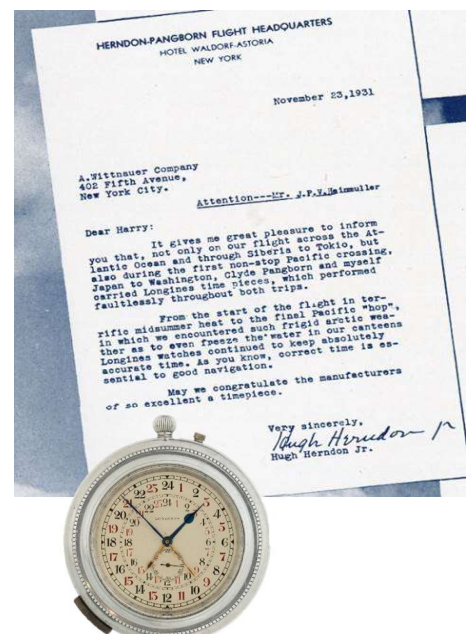 HERNDON-PANGBORN FLIGHT HEADQUARTERS
HOTEL WALDORF-ASTORIA
NEW YORK
November 23,1931
A.Wittnauer Company
402 Fifth Avenue,
New York City.
Attention---Mr. J.P.V.Heinmuller
Dear Harry:
It gives me great pleasure to inform
you that, not only on our flight across the At-
lantic Ocean and through Siberia to Tokio, but
also during the first non-stop Pacific crossing,
Japan to Washington, Clyde Pangborn and myself
carried Longines time pieces, which performed
faultlessly throughout both trips.
From the start of the flight in ter-
rific midsummer heat to the final Pacific "hop",
in which we encountered such frigid arctic wea-
ther as to even freeze the water in our canteens
Longines watches continued to keep absolutely
accurate time. As you know, correct time is es-
sential to good navigation.
May we congratulate the manufacturers
of so excellent a timepiece.
Very sincerely,
Hugh Herndon Jr
Hugh Herndon Jr.